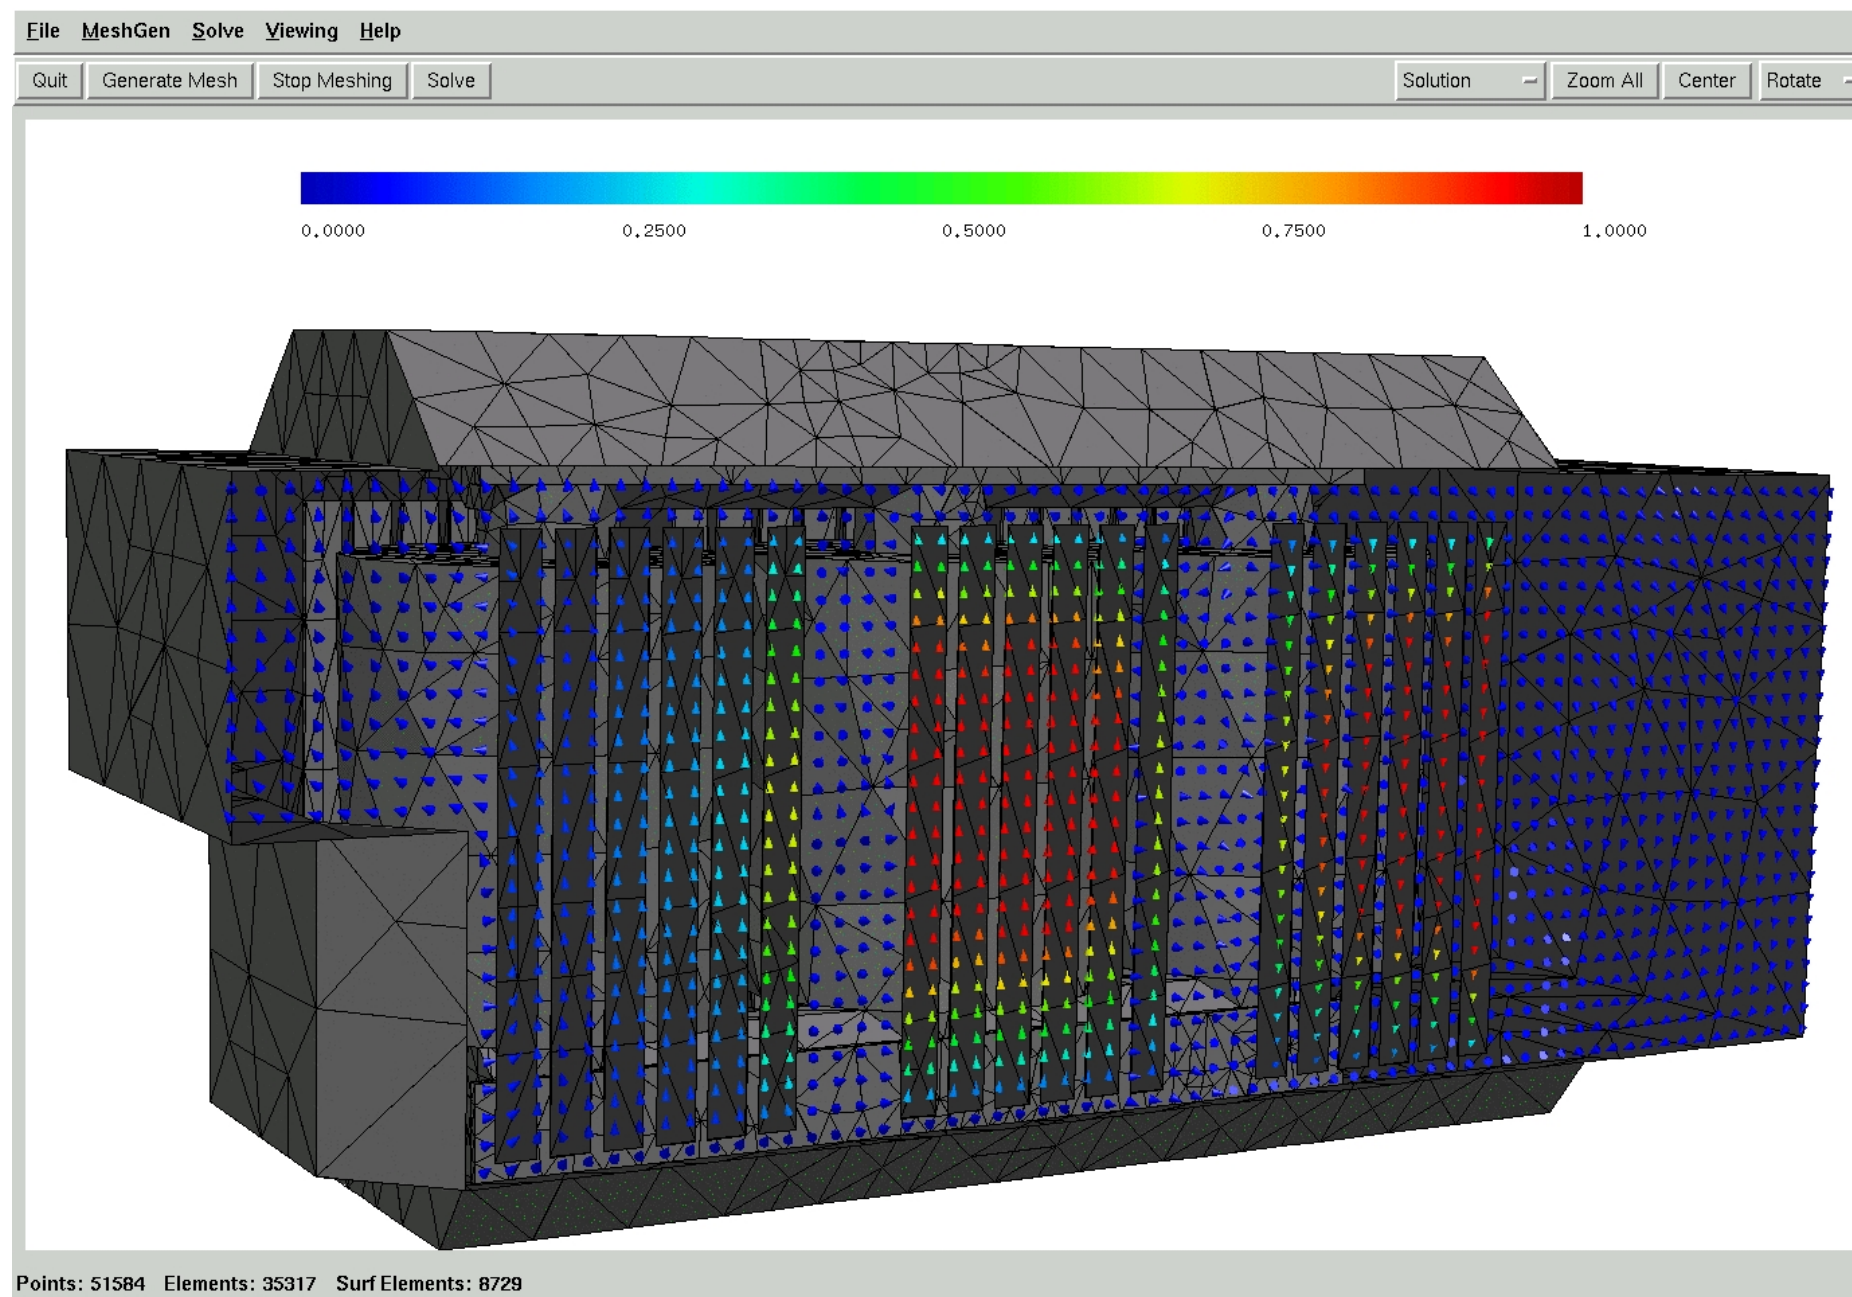 File MeshGen Solve Viewing Help
Quit Generate Mesh Stop Meshing Solve Solution Zoom All Center Rotate
0.0000 0.2500 0.5000 0.7500 1.0000
Points: 51584 Elements: 35317 Surf Elements: 8729